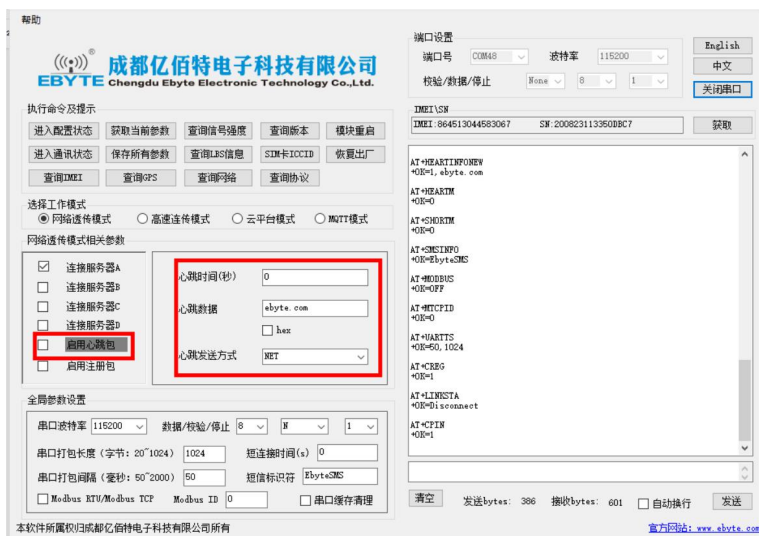 帮助
EBYTE®
成都亿佰特电子科技有限公司
Chengdu Ebyte Electronic Technology Co.,Ltd.
执行命令及提示
进入配置状态 获取当前参数 查询信号强度 查询版本 模块重启
进入通讯状态 保存所有参数 查询LBS信息 SIM卡ICCID 恢复出厂
查询IMEI 查询GPS 查询网络 查询协议
选择工作模式
网络透传模式 高速连传模式 云平台模式 MQTT模式
网络透传模式相关参数
连接服务器A
连接服务器B
连接服务器C
连接服务器D
启用心跳包
启用注册包
心跳时间(秒) 0
心跳数据 ebyte.com
hex
心跳发送方式 NET
全局参数设置
串口波特率 115200 数据/校验/停止 8 N 1
串口打包长度 (字节: 20~1024) 1024 短连接时间(s) 0
串口打包间隔 (毫秒: 50~2000) 50 短信标识符 EbyteSMS
Modbus RTU/Modbus TCP Modbus ID 0 串口缓存清理
本软件所属权归成都亿佰特电子科技有限公司所有
端口设置
端口号 COM48 波特率 115200
校验/数据/停止 None 8 1
English
中文
关闭串口
IMEI\SN
IMEI:864513044583067 SN:200823113350DBC7 获取
AT+HEARTINFONEW
+OK=1,ebyte.com
AT+HEARTM
+OK=0
AT+SHORTM
+OK=0
AT+SMSINFO
+OK=EbyteSMS
AT+MODBUS
+OK=OFF
AT+MTCPID
+OK=0
AT+UARTTS
+OK=50,1024
AT+CREG
+OK=1
AT+LINKSTA
+OK=Disconnect
AT+CPIN
+OK=1
清空 发送bytes: 386 接收bytes: 601 自动换行 发送
官方网站: www.ebyte.com